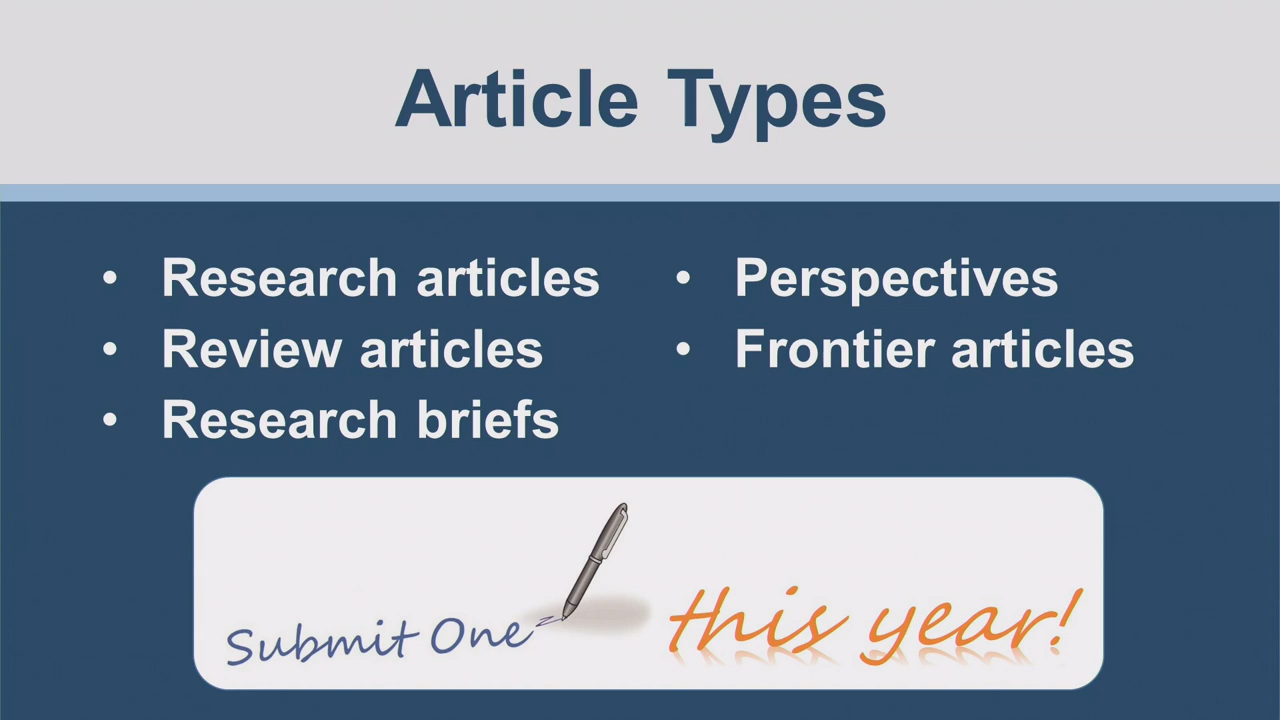 Article Types
• Research articles
• Review articles
• Research briefs
• Perspectives
• Frontier articles
Submit One
this year!